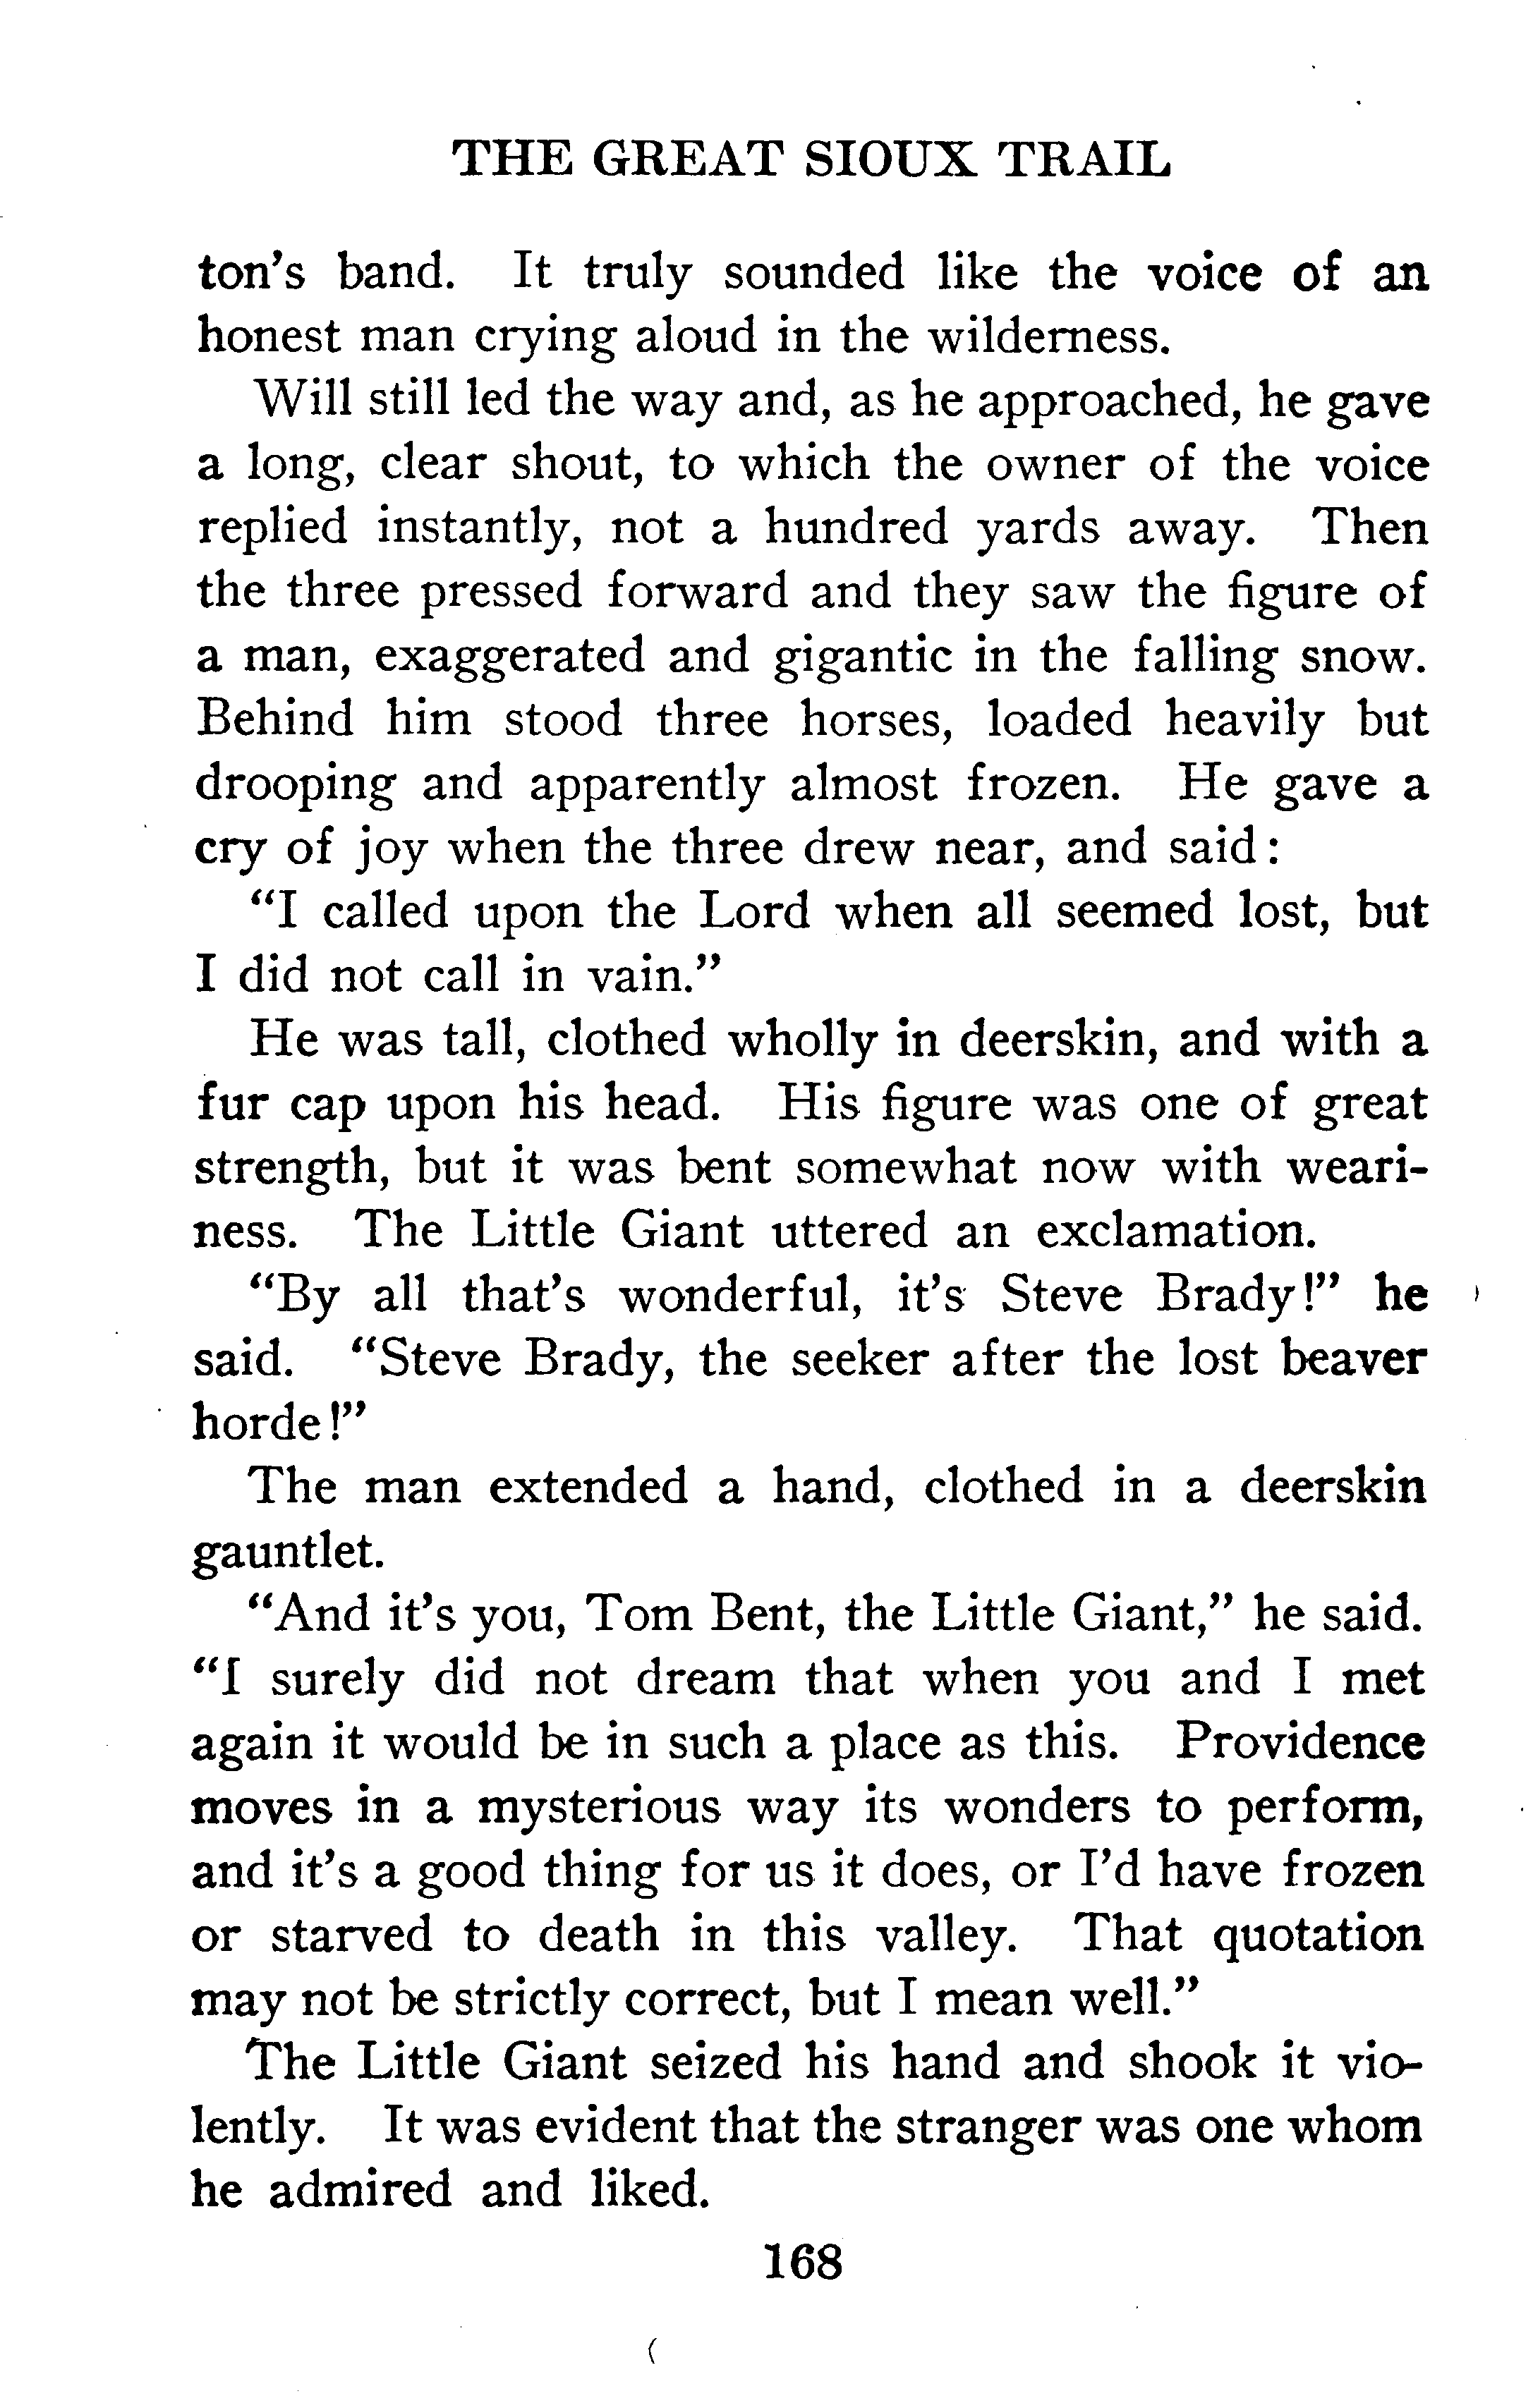 THE GREAT SIOUX TRAIL
ton's band. It truly sounded like the voice of an
honest man crying aloud in the wilderness.
Will still led the way and, as he approached, he gave
a long, clear shout, to which the owner of the voice
replied instantly, not a hundred yards away. Then
the three pressed forward and they saw the figure of
a man, exaggerated and gigantic in the falling snow.
Behind him stood three horses, loaded heavily but
drooping and apparently almost frozen. He gave a
cry of joy when the three drew near, and said:
"I called upon the Lord when all seemed lost, but
I did not call in vain."
He was tall, clothed wholly in deerskin, and with a
fur cap upon his head. His figure was one of great
strength, but it was bent somewhat now with weari-
ness. The Little Giant uttered an exclamation.
"By all that's wonderful, it's Steve Brady!" he
said. "Steve Brady, the seeker after the lost beaver
horde!"
The man extended a hand, clothed in a deerskin
gauntlet.
"And it's you, Tom Bent, the Little Giant," he said.
"I surely did not dream that when you and I met
again it would be in such a place as this. Providence
moves in a mysterious way its wonders to perform,
and it's a good thing for us it does, or I'd have frozen
or starved to death in this valley. That quotation
may not be strictly correct, but I mean well."
The Little Giant seized his hand and shook it vio-
lently. It was evident that the stranger was one whom
he admired and liked.
168